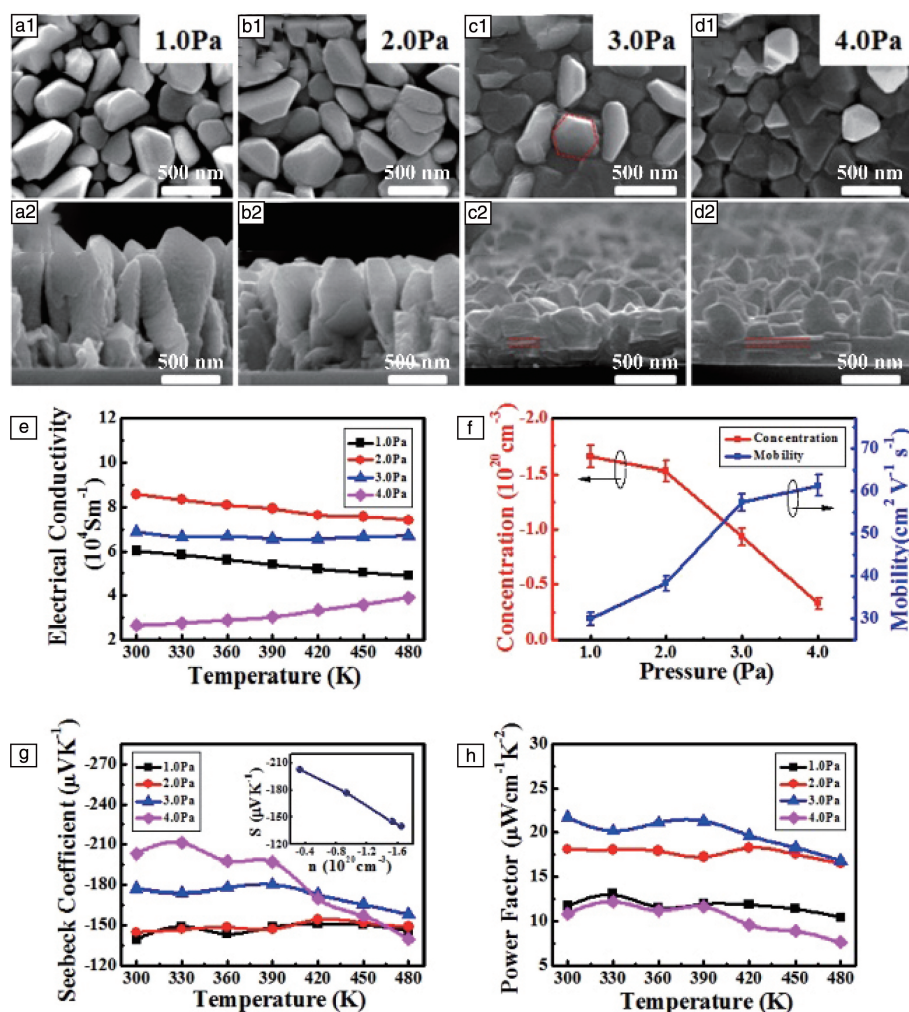 a1
1.0Pa
500 nm
b1
2.0Pa
500 nm
c1
3.0Pa
500 nm
d1
4.0Pa
500 nm
a2
500 nm
b2
500 nm
c2
500 nm
d2
500 nm
e
Electrical Conductivity
(10⁴Sm⁻¹)
12
10
8
6
4
2
1.0Pa
2.0Pa
3.0Pa
4.0Pa
300 330 360 390 420 450 480
Temperature (K)
f
Concentration (10²⁰ cm⁻³)
-2.0
-1.5
-1.0
-0.5
0.0
Concentration
Mobility
70
60
50
40
30
Mobility(cm² V⁻¹ s⁻¹)
1.0 2.0 3.0 4.0
Pressure (Pa)
g
Seebeck Coefficient (μVK⁻¹)
-270
-240
-210
-180
-150
-120
1.0Pa
2.0Pa
3.0Pa
4.0Pa
S (μVK⁻¹)
-210
-180
-150
-120
-0.4 -0.8 -1.2 -1.6
n (10²⁰ cm⁻³)
300 330 360 390 420 450 480
Temperature (K)
h
Power Factor (μWcm⁻¹K⁻²)
30
25
20
15
10
5
1.0Pa
2.0Pa
3.0Pa
4.0Pa
300 330 360 390 420 450 480
Temperature (K)